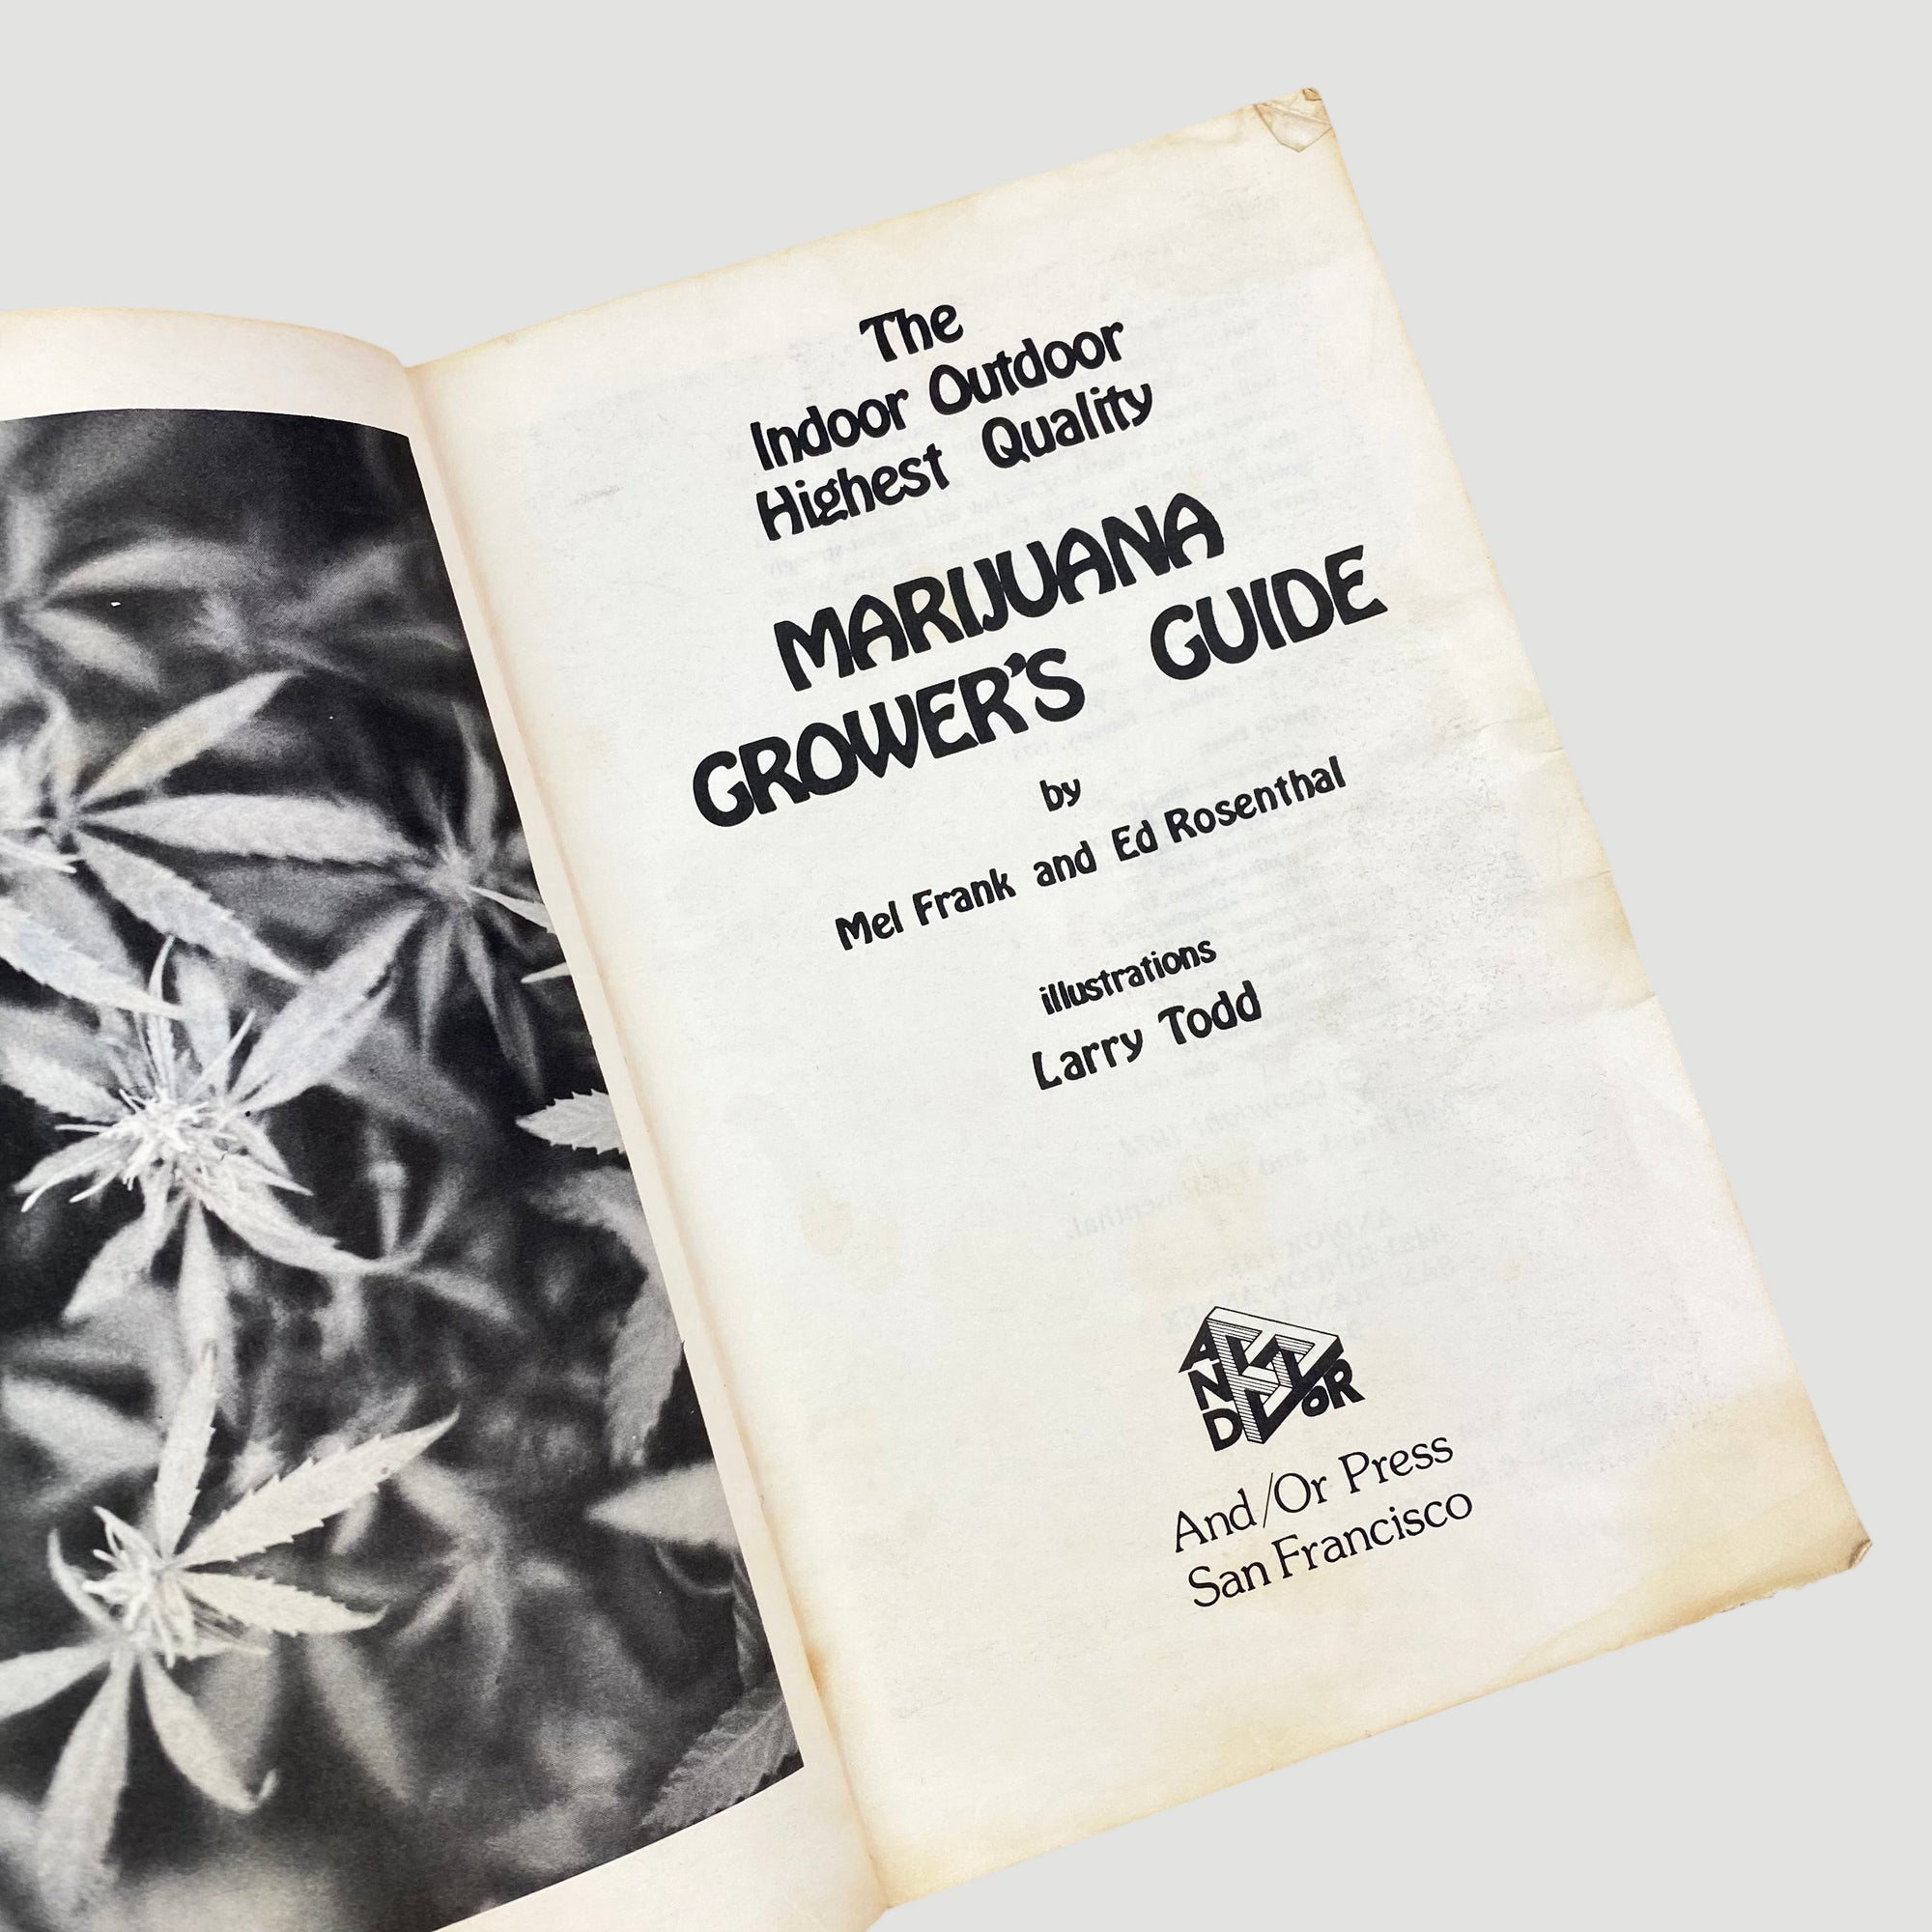 The
Indoor Outdoor
Highest Quality
MARIJUANA
GROWER'S GUIDE
by
Mel Frank and Ed Rosenthal
illustrations
Larry Todd
AND
OR
And/Or Press
San Francisco